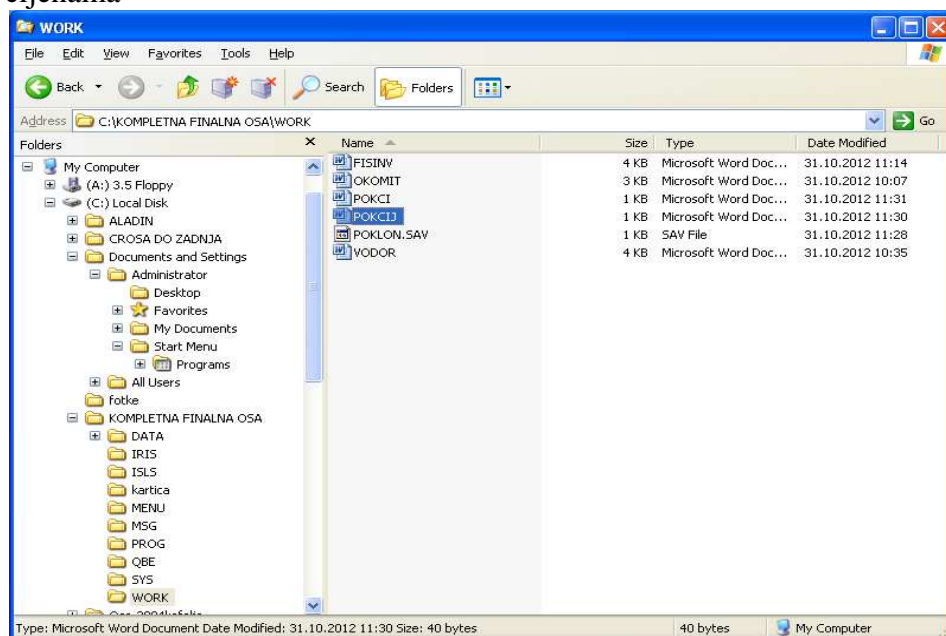 cijenama
WORK
File Edit View Favorites Tools Help
Back Search Folders
Address C:\KOMPLETNA FINALNA OSA\WORK Go
Folders Name Size Type Date Modified
My Computer
(A:) 3.5 Floppy
(C:) Local Disk
ALADIN
CROSA DO ZADNJA
Documents and Settings
Administrator
Desktop
Favorites
My Documents
Start Menu
Programs
All Users
fotke
KOMPLETNA FINALNA OSA
DATA
IRIS
ISLS
kartica
MENU
MSG
PROG
QBE
SYS
WORK
FISINV 4 KB Microsoft Word Doc... 31.10.2012 11:14
OKOMIT 3 KB Microsoft Word Doc... 31.10.2012 10:07
POKCI 1 KB Microsoft Word Doc... 31.10.2012 11:31
POKCIJ 1 KB Microsoft Word Doc... 31.10.2012 11:30
POKLON.SAV 1 KB SAV File 31.10.2012 11:28
VODOR 4 KB Microsoft Word Doc... 31.10.2012 10:35
Type: Microsoft Word Document Date Modified: 31.10.2012 11:30 Size: 40 bytes 40 bytes My Computer